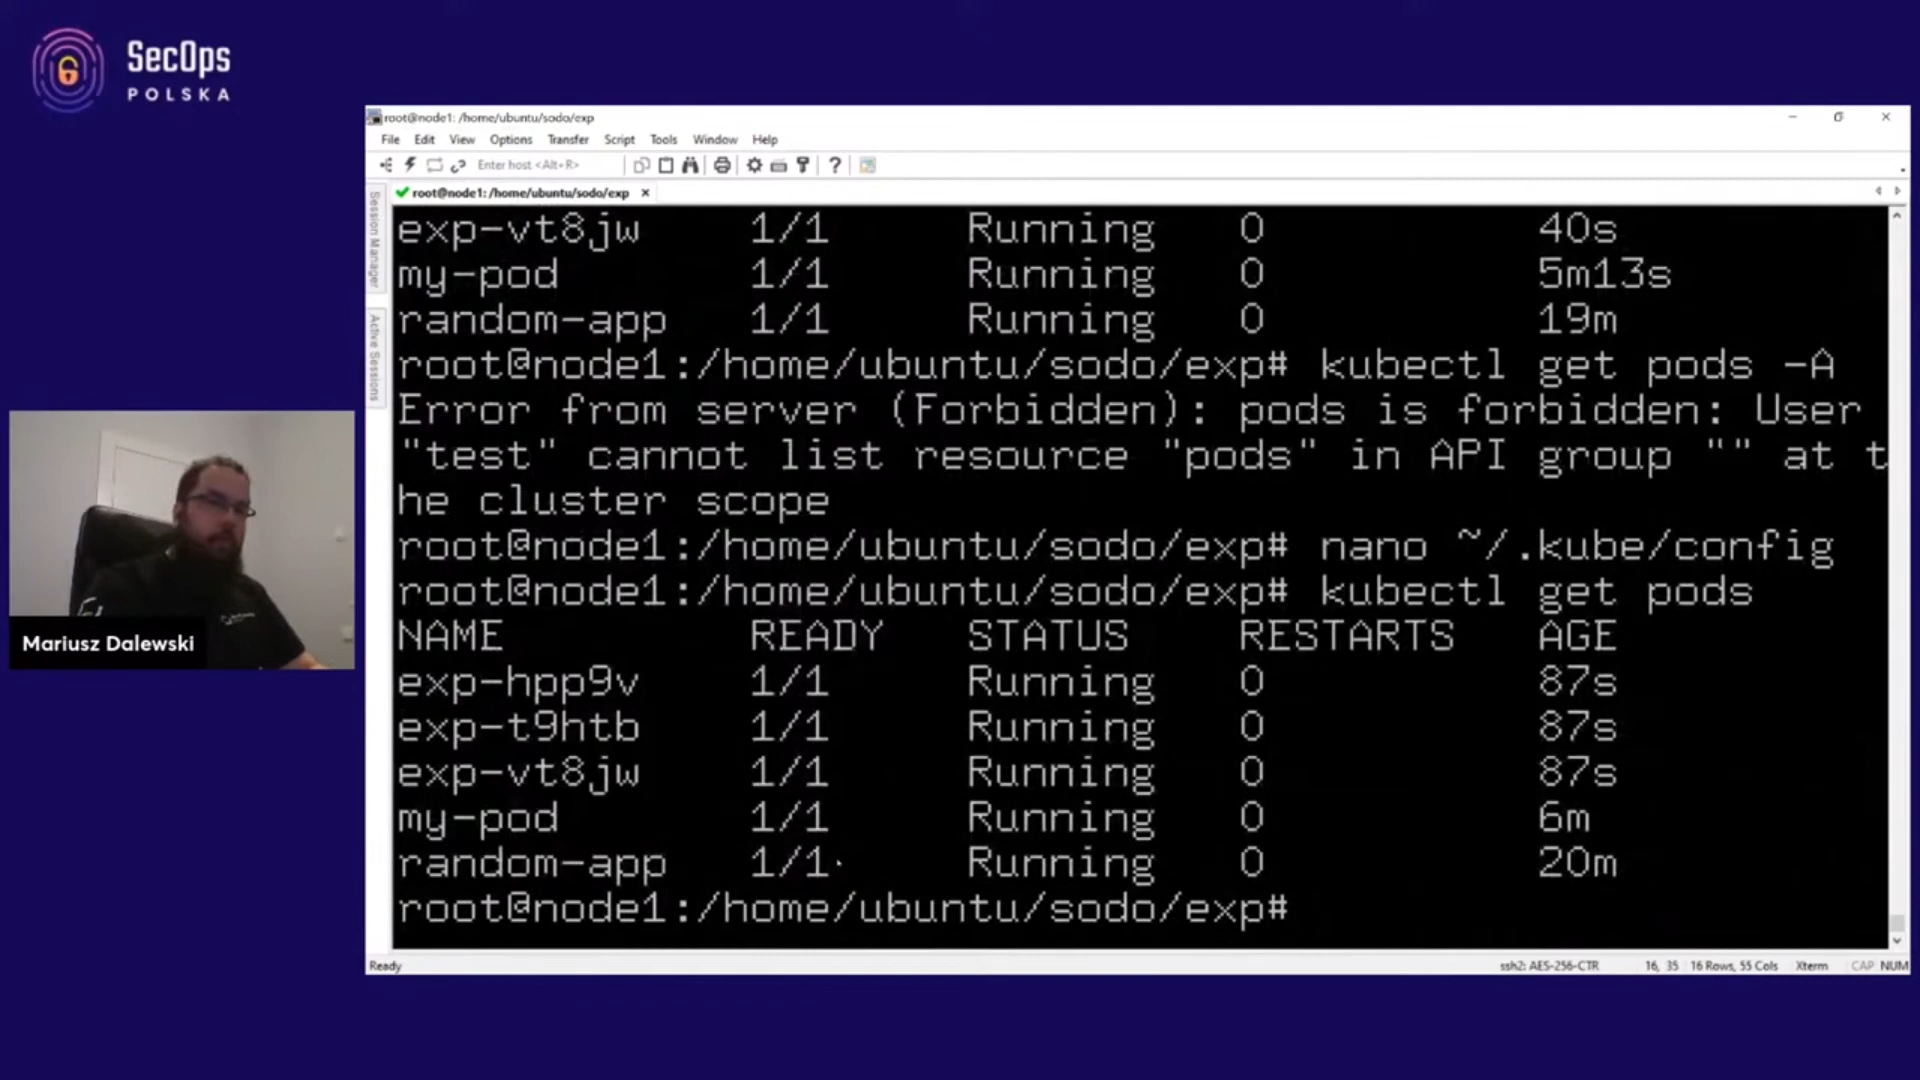 SecOps
POLSKA
root@node1: /home/ubuntu/sodo/exp
File Edit View Options Transfer Script Tools Window Help
Enter host <Alt+R>
root@node1: /home/ubuntu/sodo/exp
Session Manager
Active Sessions
exp-vt8jw 1/1 Running 0 40s
my-pod 1/1 Running 0 5m13s
random-app 1/1 Running 0 19m
root@node1:/home/ubuntu/sodo/exp# kubectl get pods -A
Error from server (Forbidden): pods is forbidden: User
"test" cannot list resource "pods" in API group "" at t
he cluster scope
root@node1:/home/ubuntu/sodo/exp# nano ~/.kube/config
root@node1:/home/ubuntu/sodo/exp# kubectl get pods
NAME READY STATUS RESTARTS AGE
exp-hpp9v 1/1 Running 0 87s
exp-t9htb 1/1 Running 0 87s
exp-vt8jw 1/1 Running 0 87s
my-pod 1/1 Running 0 6m
random-app 1/1 Running 0 20m
root@node1:/home/ubuntu/sodo/exp#
Mariusz Dalewski
Ready ssh2: AES-256-CTR 16, 35 16 Rows, 55 Cols Xterm CAP NUM